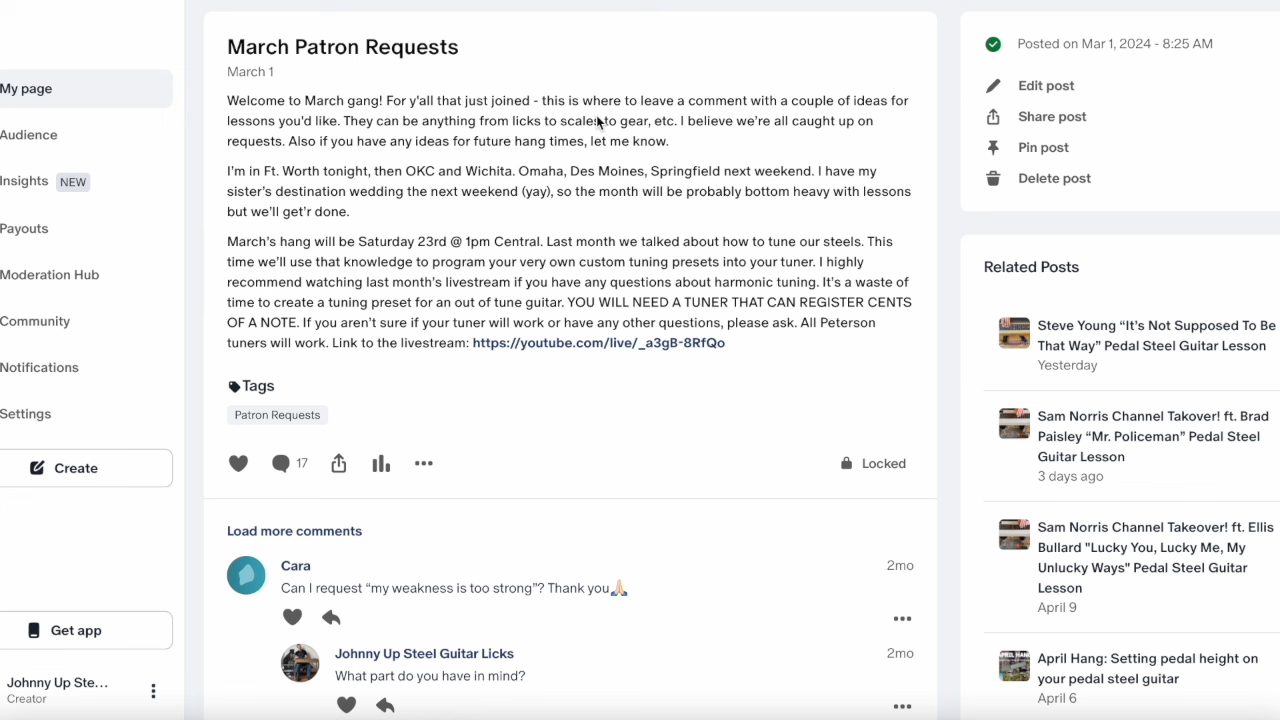 My page
Audience
Insights NEW
Payouts
Moderation Hub
Community
Notifications
Settings
Create
Get app
Johnny Up Ste...
Creator
March Patron Requests
March 1
Welcome to March gang! For y'all that just joined - this is where to leave a comment with a couple of ideas for
lessons you'd like. They can be anything from licks to scales to gear, etc. I believe we're all caught up on
requests. Also if you have any ideas for future hang times, let me know.
I'm in Ft. Worth tonight, then OKC and Wichita. Omaha, Des Moines, Springfield next weekend. I have my
sister's destination wedding the next weekend (yay), so the month will be probably bottom heavy with lessons
but we'll get'r done.
March's hang will be Saturday 23rd @ 1pm Central. Last month we talked about how to tune our steels. This
time we'll use that knowledge to program your very own custom tuning presets into your tuner. I highly
recommend watching last month's livestream if you have any questions about harmonic tuning. It's a waste of
time to create a tuning preset for an out of tune guitar. YOU WILL NEED A TUNER THAT CAN REGISTER CENTS
OF A NOTE. If you aren't sure if your tuner will work or have any other questions, please ask. All Peterson
tuners will work. Link to the livestream: https://youtube.com/live/_a3gB-8RfQo
Tags
Patron Requests
17
Locked
Load more comments
Cara
2mo
Can I request “my weakness is too strong”? Thank you🙏🏻
Johnny Up Steel Guitar Licks
2mo
What part do you have in mind?
Posted on Mar 1, 2024 - 8:25 AM
Edit post
Share post
Pin post
Delete post
Related Posts
Steve Young “It's Not Supposed To Be
That Way” Pedal Steel Guitar Lesson
Yesterday
Sam Norris Channel Takover! ft. Brad
Paisley “Mr. Policeman” Pedal Steel
Guitar Lesson
3 days ago
Sam Norris Channel Takeover! ft. Ellis
Bullard "Lucky You, Lucky Me, My
Unlucky Ways" Pedal Steel Guitar
Lesson
April 9
April Hang: Setting pedal height on
your pedal steel guitar
April 6